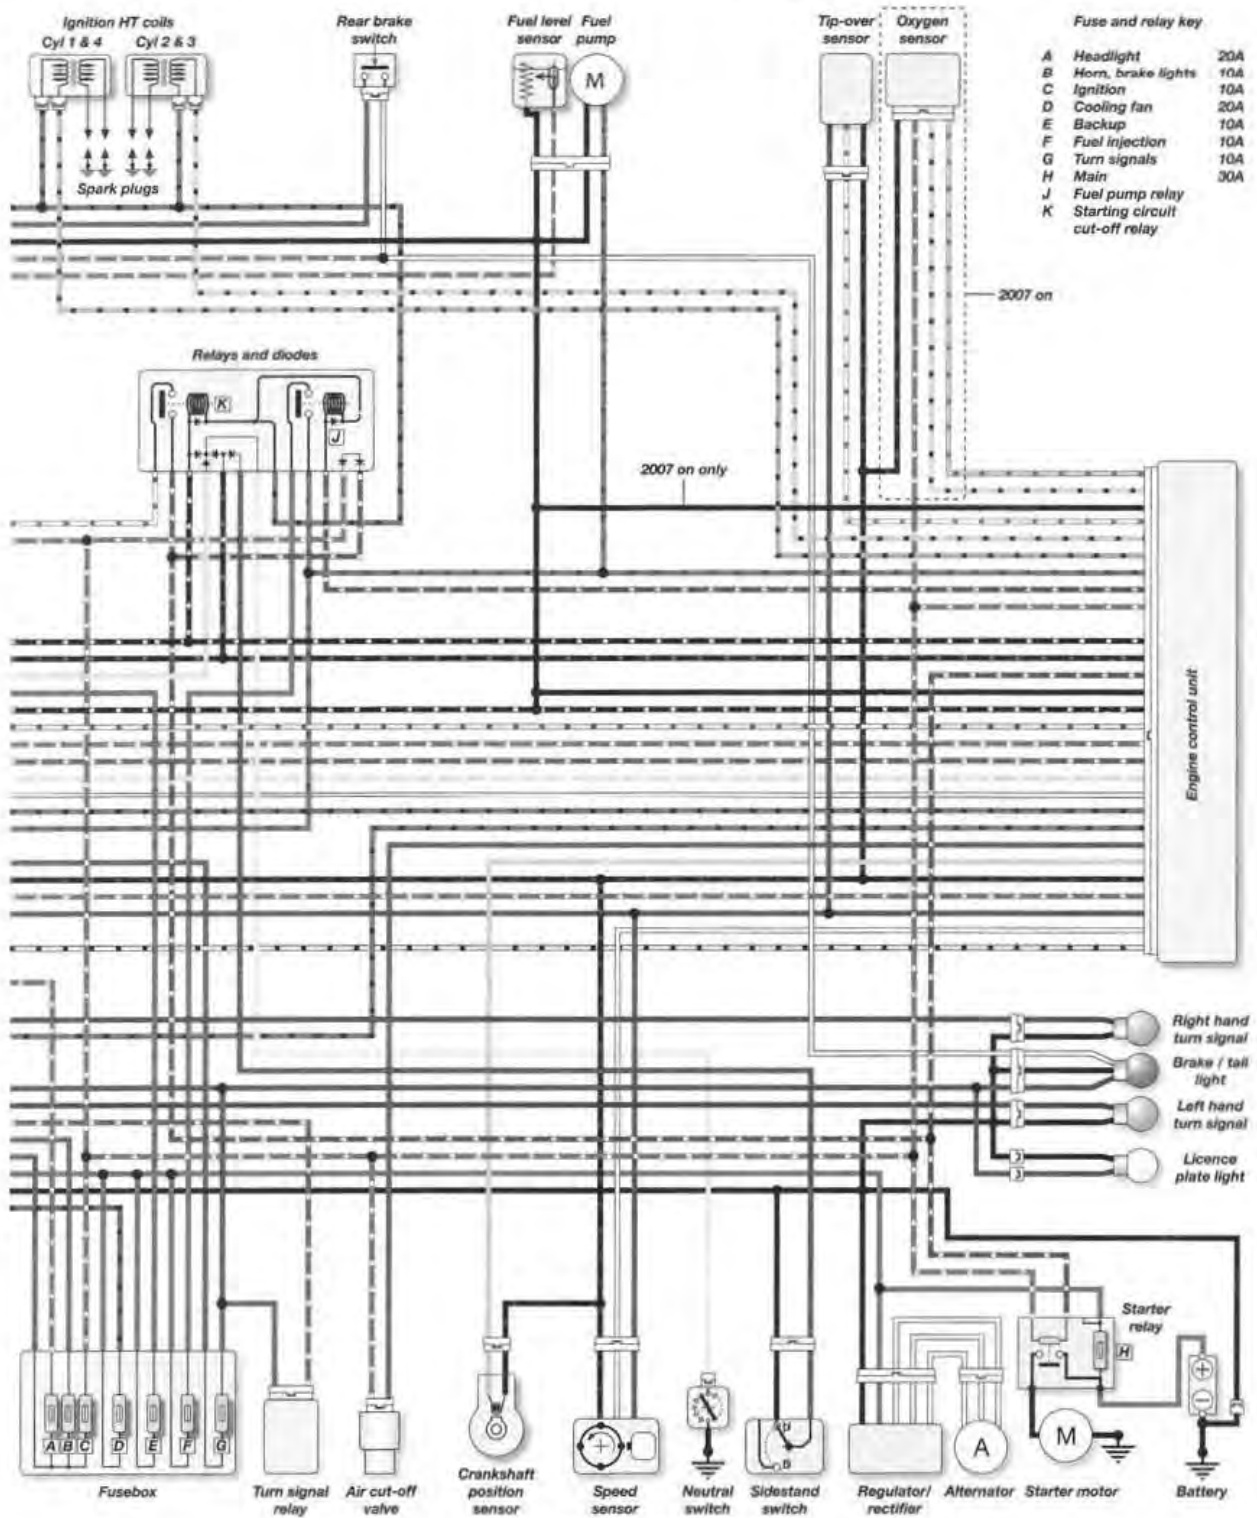 Ignition HT coils
Cyl 1 & 4 Cyl 2 & 3
Spark plugs
Rear brake
switch
Fuel level
sensor
Fuel
pump
M
Tip-over
sensor
Oxygen
sensor
Fuse and relay key
A Headlight 20A
B Horn, brake lights 10A
C Ignition 10A
D Cooling fan 20A
E Backup 10A
F Fuel injection 10A
G Turn signals 10A
H Main 30A
J Fuel pump relay
K Starting circuit
cut-off relay
2007 on
Relays and diodes
K
J
2007 on only
Engine control unit
Right hand
turn signal
Brake / tail
light
Left hand
turn signal
Licence
plate light
Starter
relay
H
A B C D E F G
Fusebox
Turn signal
relay
Air cut-off
valve
Crankshaft
position
sensor
Speed
sensor
Neutral
switch
Sidestand
switch
Regulator/
rectifier
A
Alternator
M
Starter motor
Battery